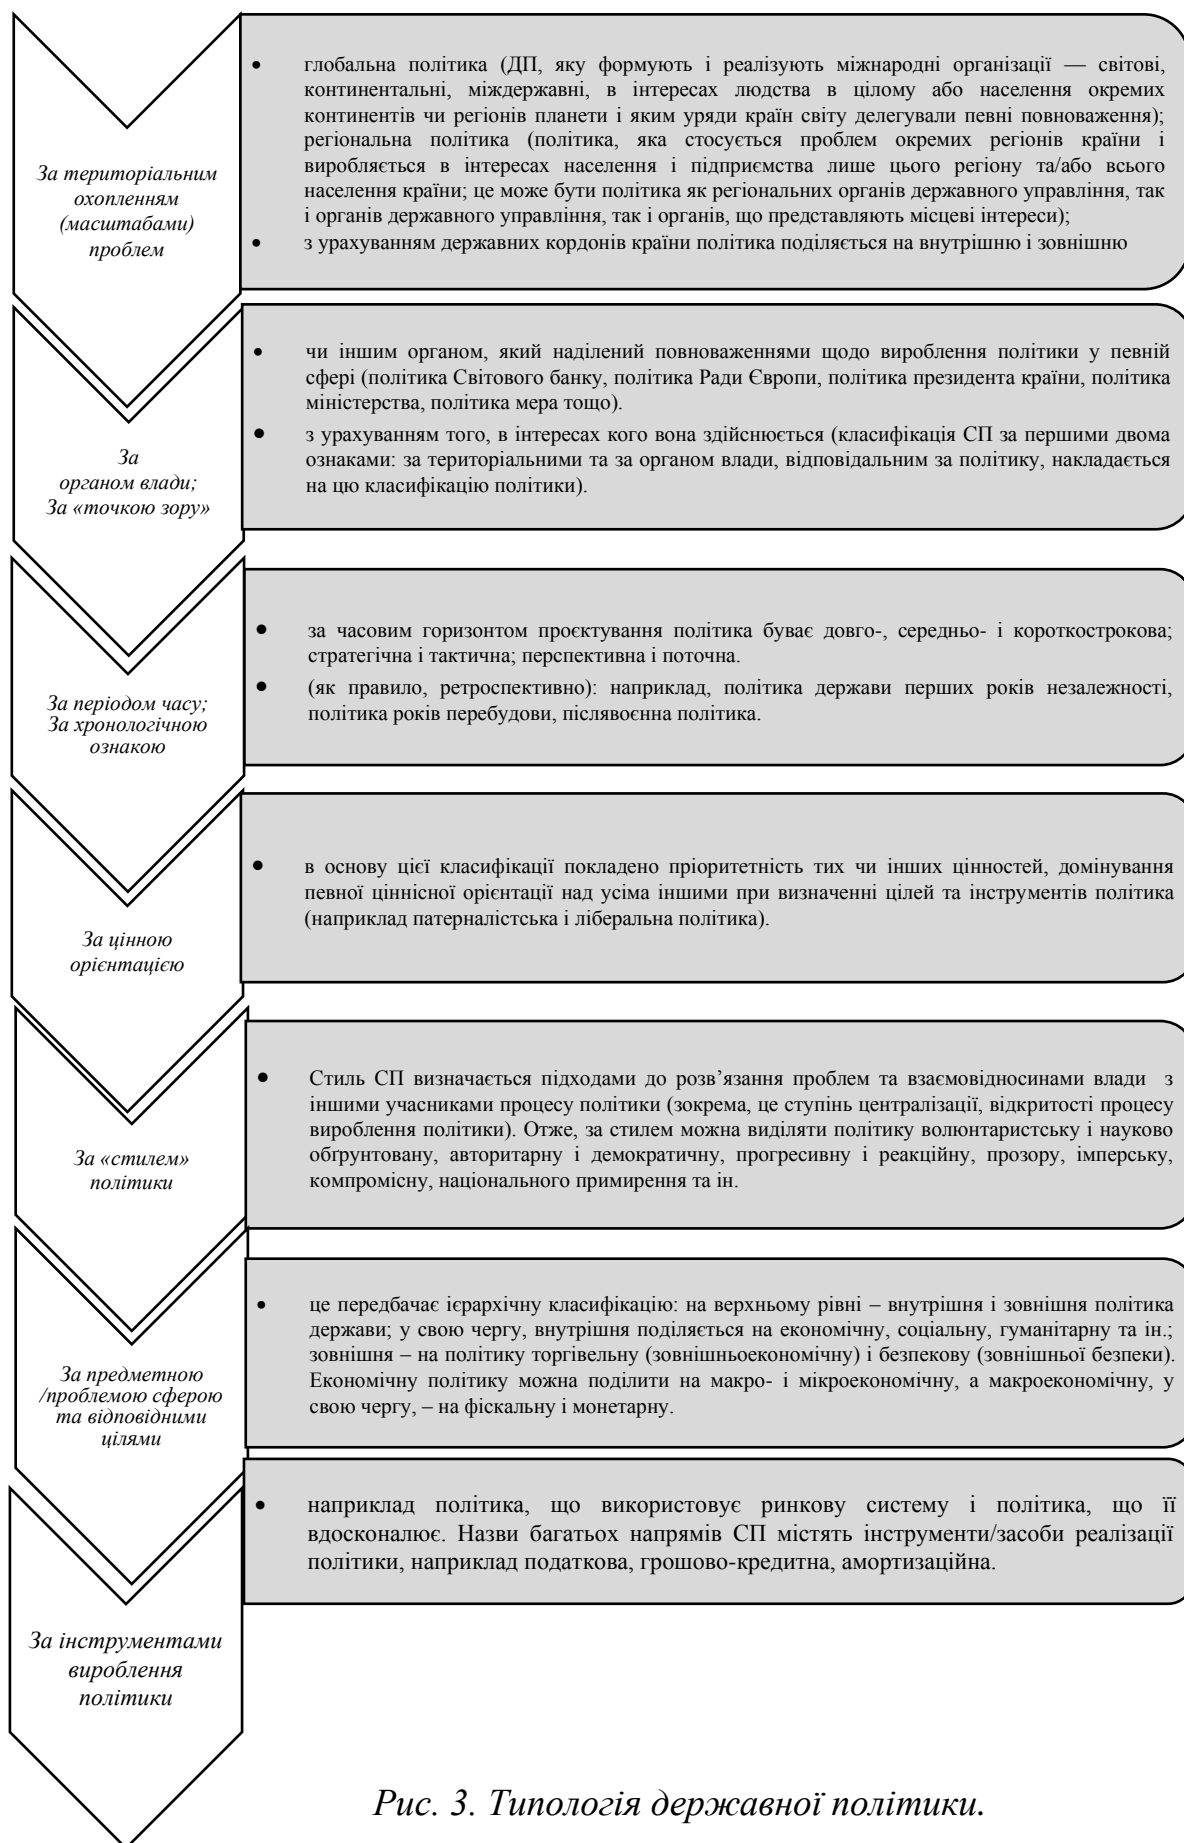 За територіальним
охопленням
(масштабами)
проблем
• глобальна політика (ДП, яку формують і реалізують міжнародні організації — світові,
континентальні, міждержавні, в інтересах людства в цілому або населення окремих
континентів чи регіонів планети і яким уряди країн світу делегували певні повноваження);
регіональна політика (політика, яка стосується проблем окремих регіонів країни і
виробляється в інтересах населення і підприємства лише цього регіону та/або всього
населення країни; це може бути політика як регіональних органів державного управління, так
і органів державного управління, так і органів, що представляють місцеві інтереси);
• з урахуванням державних кордонів країни політика поділяється на внутрішню і зовнішню
За
органом влади;
За «точкою зору»
• чи іншим органом, який наділений повноваженнями щодо вироблення політики у певній
сфері (політика Світового банку, політика Ради Європи, політика президента країни, політика
міністерства, політика мера тощо).
• з урахуванням того, в інтересах кого вона здійснюється (класифікація СП за першими двома
ознаками: за територіальними та за органом влади, відповідальним за політику, накладається
на цю класифікацію політики).
За періодом часу;
За хронологічною
ознакою
• за часовим горизонтом проєктування політика буває довго-, середньо- і короткострокова;
стратегічна і тактична; перспективна і поточна.
• (як правило, ретроспективно): наприклад, політика держави перших років незалежності,
політика років перебудови, післявоєнна політика.
За цінною
орієнтацією
• в основу цієї класифікації покладено пріоритетність тих чи інших цінностей, домінування
певної ціннісної орієнтації над усіма іншими при визначенні цілей та інструментів політика
(наприклад патерналістська і ліберальна політика).
За «стилем»
політики
• Стиль СП визначається підходами до розв’язання проблем та взаємовідносинами влади з
іншими учасниками процесу політики (зокрема, це ступінь централізації, відкритості процесу
вироблення політики). Отже, за стилем можна виділяти політику волюнтаристську і науково
обґрунтовану, авторитарну і демократичну, прогресивну і реакційну, прозору, імперську,
компромісну, національного примирення та ін.
За предметною
/проблемою сферою
та відповідними
цілями
• це передбачає ієрархічну класифікацію: на верхньому рівні – внутрішня і зовнішня політика
держави; у свою чергу, внутрішня поділяється на економічну, соціальну, гуманітарну та ін.;
зовнішня – на політику торгівельну (зовнішньоекономічну) і безпекову (зовнішньої безпеки).
Економічну політику можна поділити на макро- і мікроекономічну, а макроекономічну, у
свою чергу, – на фіскальну і монетарну.
За інструментами
вироблення
політики
• наприклад політика, що використовує ринкову систему і політика, що її
вдосконалює. Назви багатьох напрямів СП містять інструменти/засоби реалізації
політики, наприклад податкова, грошово-кредитна, амортизаційна.
Рис. 3. Типологія державної політики.